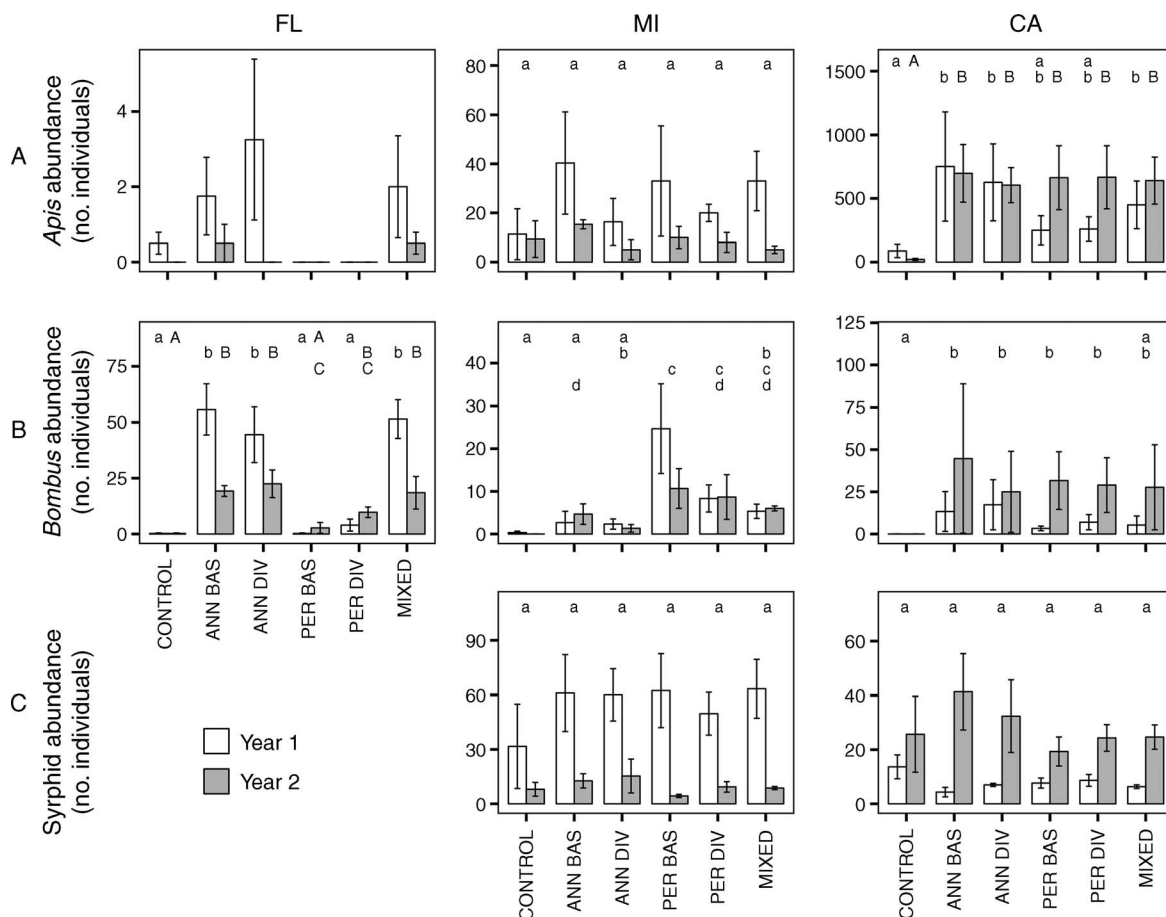 FL
MI
CA
A
Apis abundance
(no. individuals)
4
2
0
80
60
40
20
0
a a a a a a
1500
1000
500
0
a A
b B
b B
a
b B
a
b B
b B
B
Bombus abundance
(no. individuals)
75
50
25
0
a A
b B
b B
a A
C
a B
C
b B
CONTROL
ANN BAS
ANN DIV
PER BAS
PER DIV
MIXED
40
30
20
10
0
a
a
d
a
b
c
c
d
b
c
d
125
100
75
50
25
0
a
b
b
b
b
a
b
C
Syrphid abundance
(no. individuals)
Year 1
Year 2
90
60
30
0
a a a a a a
CONTROL
ANN BAS
ANN DIV
PER BAS
PER DIV
MIXED
60
40
20
0
a a a a a a
CONTROL
ANN BAS
ANN DIV
PER BAS
PER DIV
MIXED